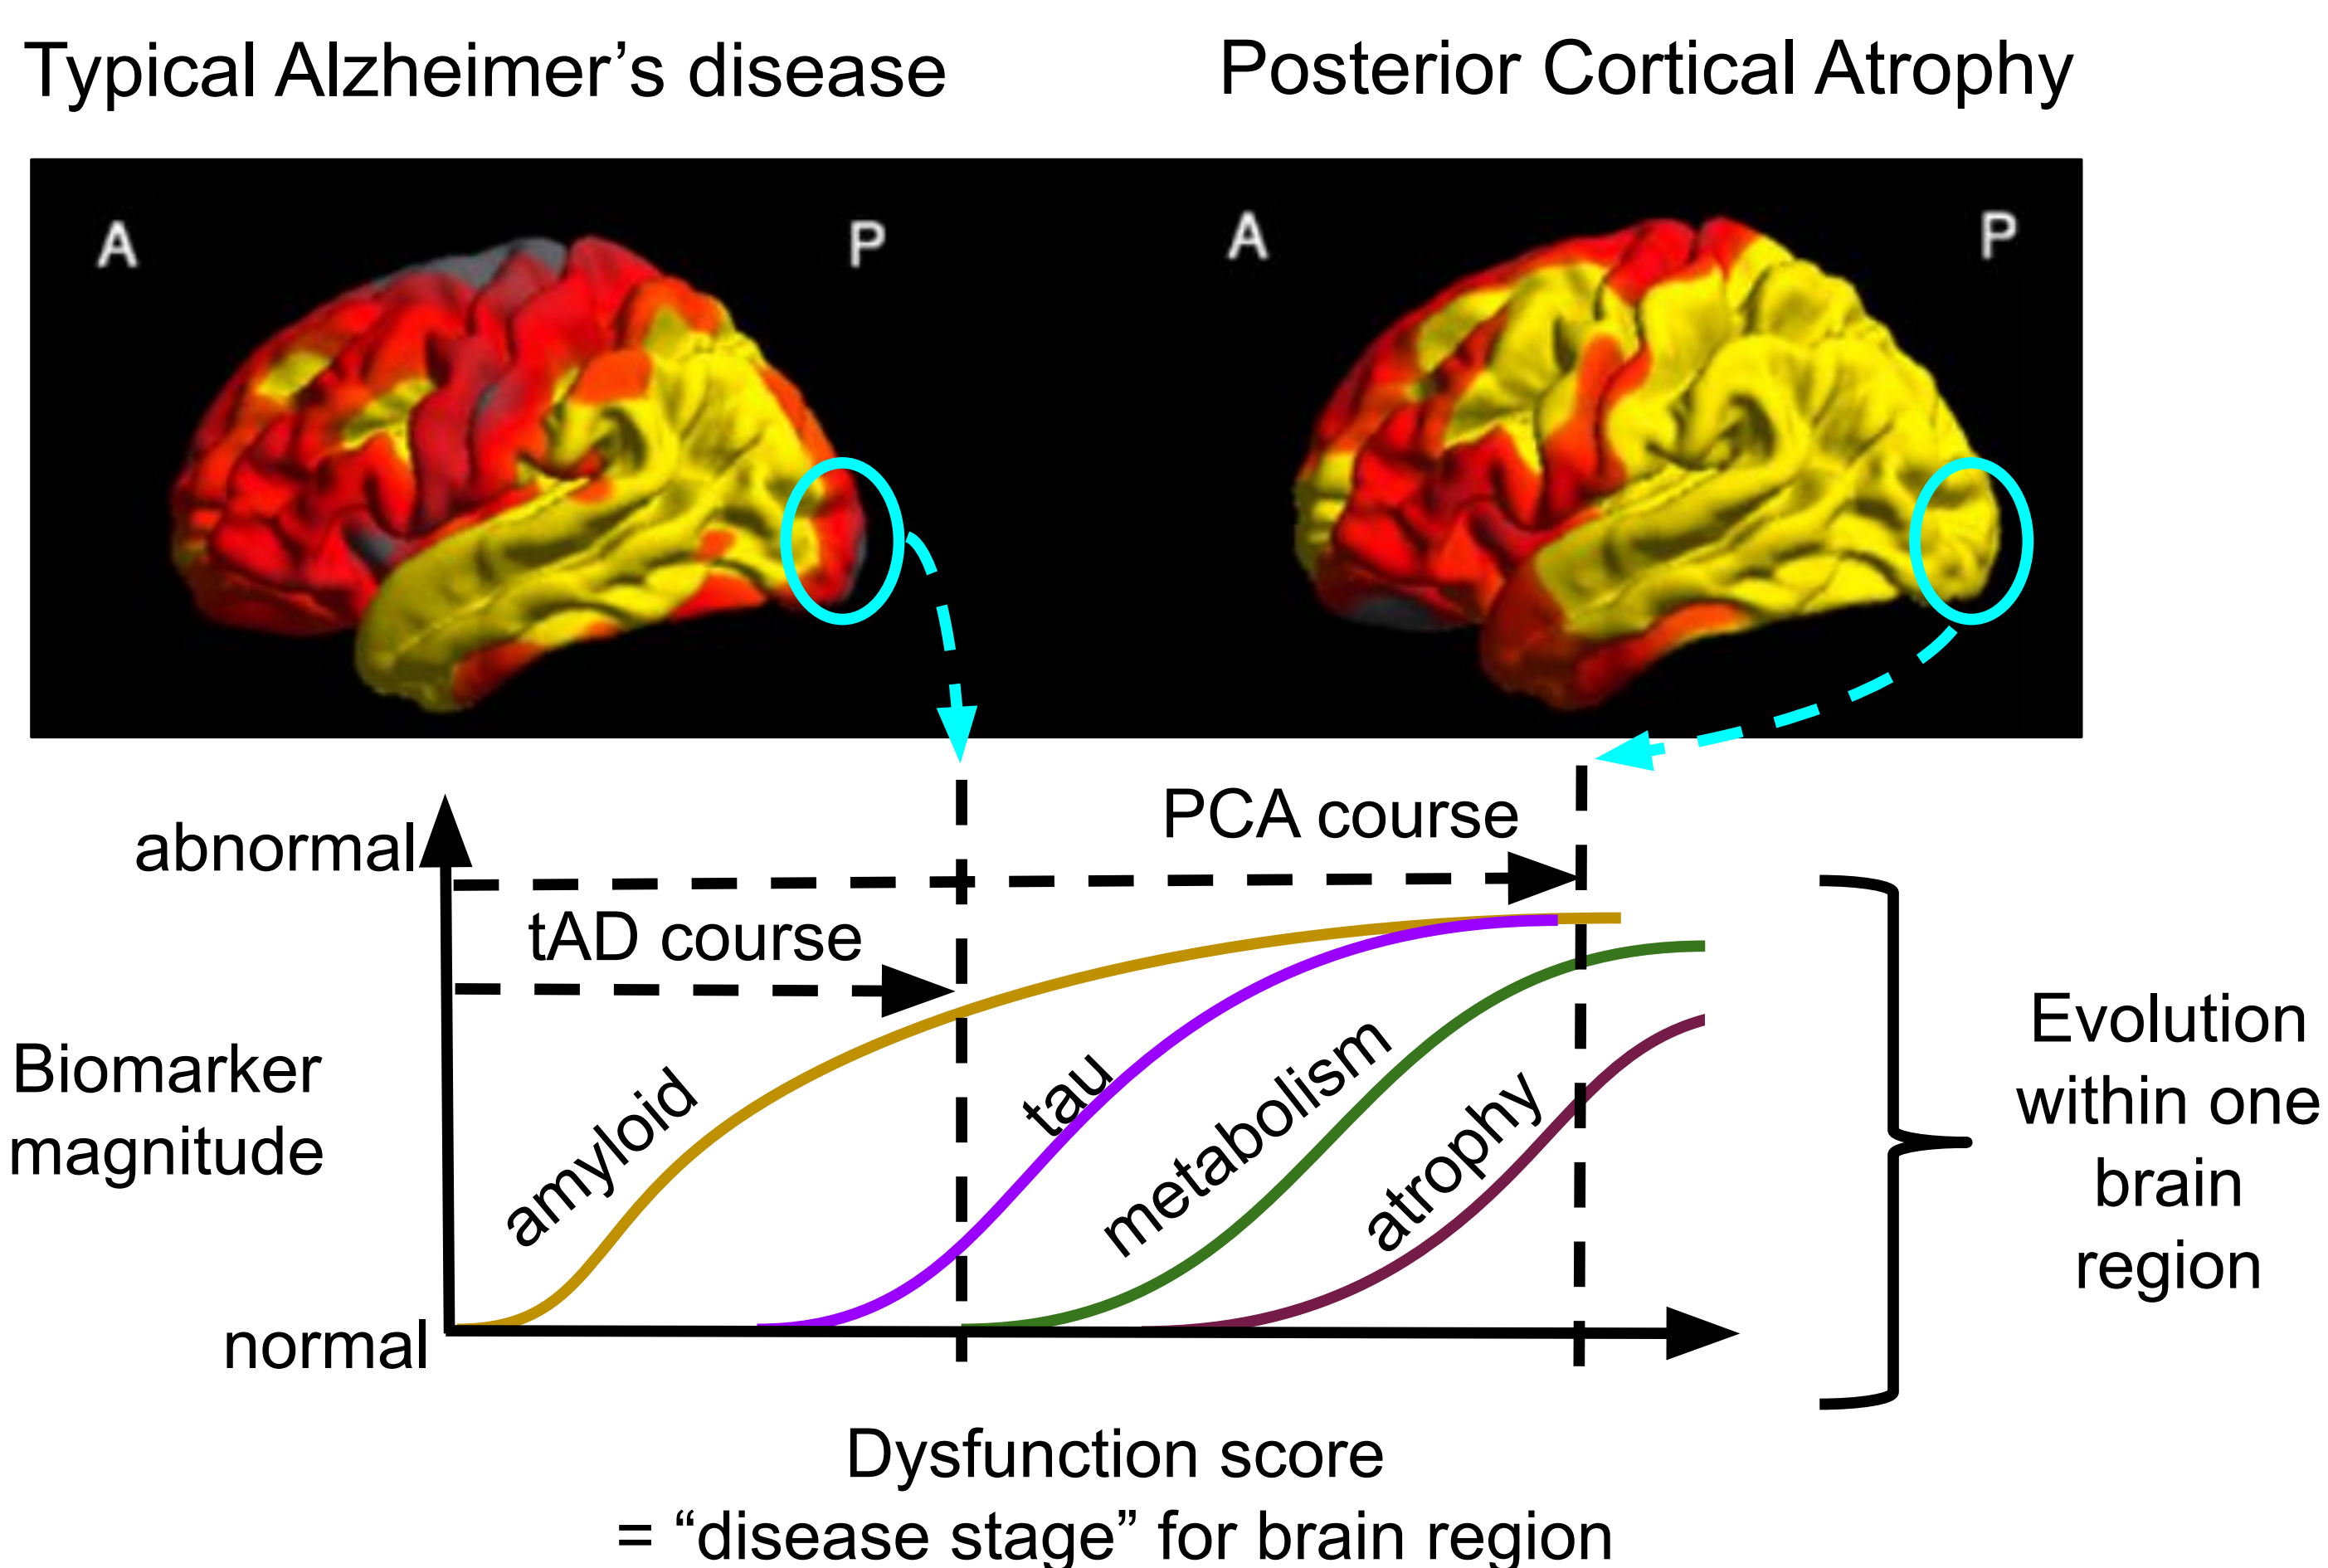 Typical Alzheimer’s disease
Posterior Cortical Atrophy
A
P
A
P
abnormal
PCA course
tAD course
Biomarker
magnitude
amyloid
tau
metabolism
atrophy
normal
Evolution
within one
brain
region
Dysfunction score
= “disease stage” for brain region